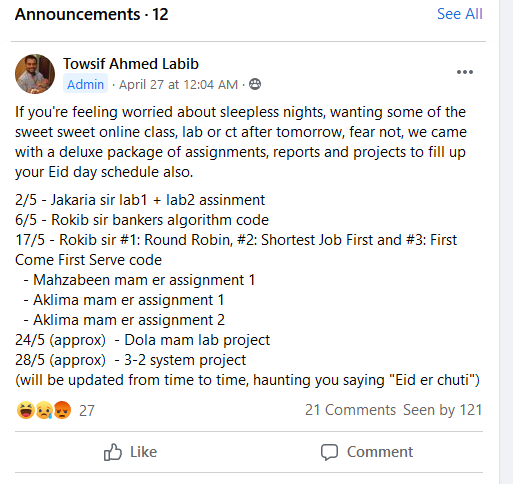 Announcements · 12
See All
Towsif Ahmed Labib
Admin · April 27 at 12:04 AM ·
If you're feeling worried about sleepless nights, wanting some of the
sweet sweet online class, lab or ct after tomorrow, fear not, we came
with a deluxe package of assignments, reports and projects to fill up
your Eid day schedule also.
2/5 - Jakaria sir lab1 + lab2 assinment
6/5 - Rokib sir bankers algorithm code
17/5 - Rokib sir #1: Round Robin, #2: Shortest Job First and #3: First
Come First Serve code
- Mahzabeen mam er assignment 1
- Aklima mam er assignment 1
- Aklima mam er assignment 2
24/5 (approx) - Dola mam lab project
28/5 (approx) - 3-2 system project
(will be updated from time to time, haunting you saying "Eid er chuti")
27
21 Comments Seen by 121
Like
Comment